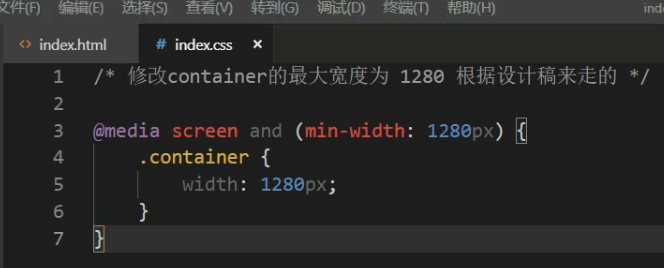 文件(F) 编辑(E) 选择(S) 查看(V) 转到(G) 调试(D) 终端(T) 帮助(H)
index.html # index.css ×
1 /* 修改container的最大宽度为 1280 根据设计稿来走的 */
2
3 @media screen and (min-width: 1280px) {
4 .container {
5 width: 1280px;
6 }
7 }